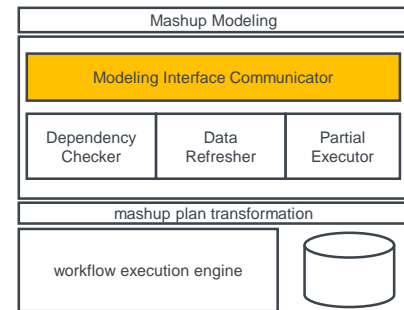 Mashup Modeling
Modeling Interface Communicator
Dependency
Checker
Data
Refresher
Partial
Executor
mashup plan transformation
workflow execution engine